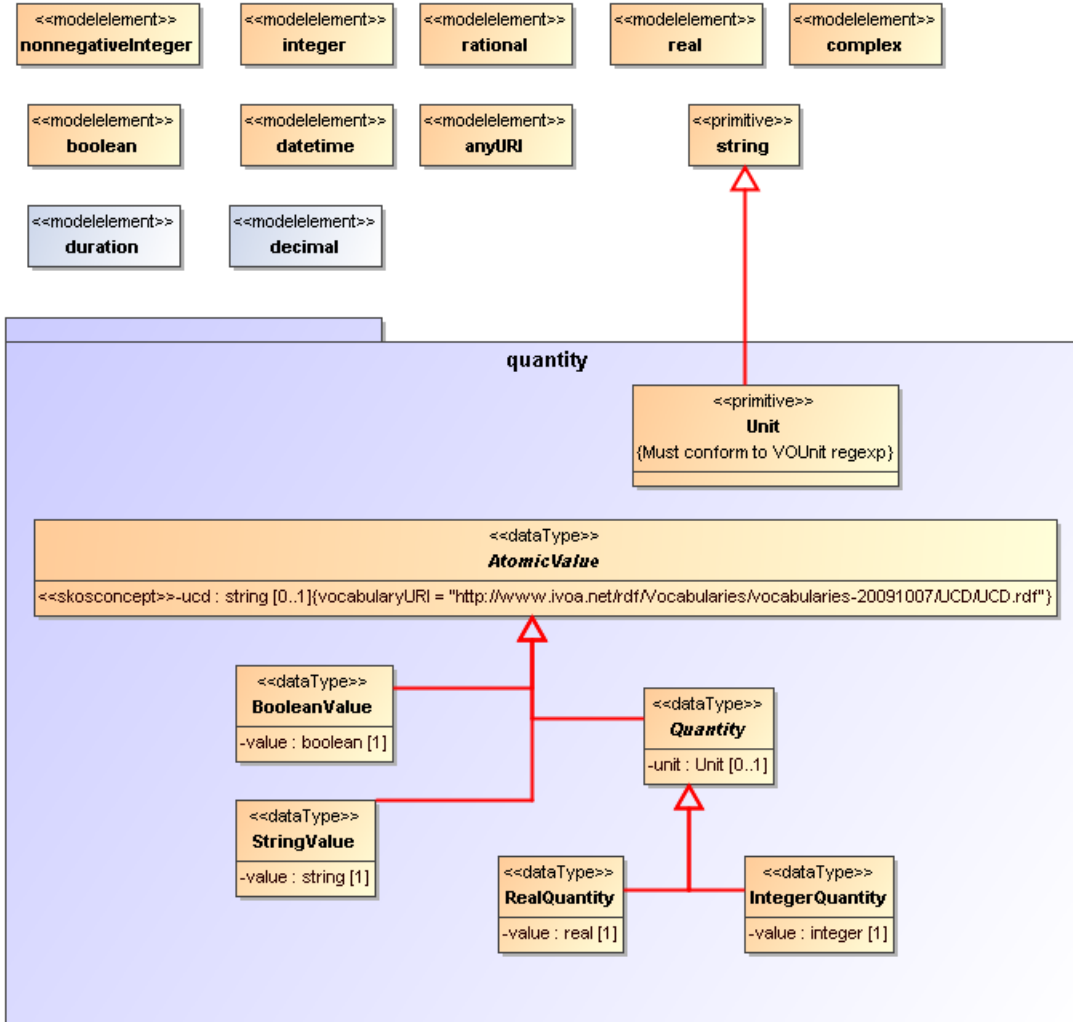 <<modelelement>>
nonnegativeInteger
<<modelelement>>
integer
<<modelelement>>
rational
<<modelelement>>
real
<<modelelement>>
complex
<<modelelement>>
boolean
<<modelelement>>
datetime
<<modelelement>>
anyURI
<<primitive>>
string
<<modelelement>>
duration
<<modelelement>>
decimal
quantity
<<primitive>>
Unit
{Must conform to VOUnit regexp}
<<dataType>>
AtomicValue
<<skosconcept>>-ucd : string [0..1]{vocabularyURI = "http://www.ivoa.net/rdf/Vocabularies/vocabularies-20091007/UCD/UCD.rdf"}
<<dataType>>
BooleanValue
-value : boolean [1]
<<dataType>>
Quantity
-unit : Unit [0..1]
<<dataType>>
StringValue
-value : string [1]
<<dataType>>
RealQuantity
-value : real [1]
<<dataType>>
IntegerQuantity
-value : integer [1]